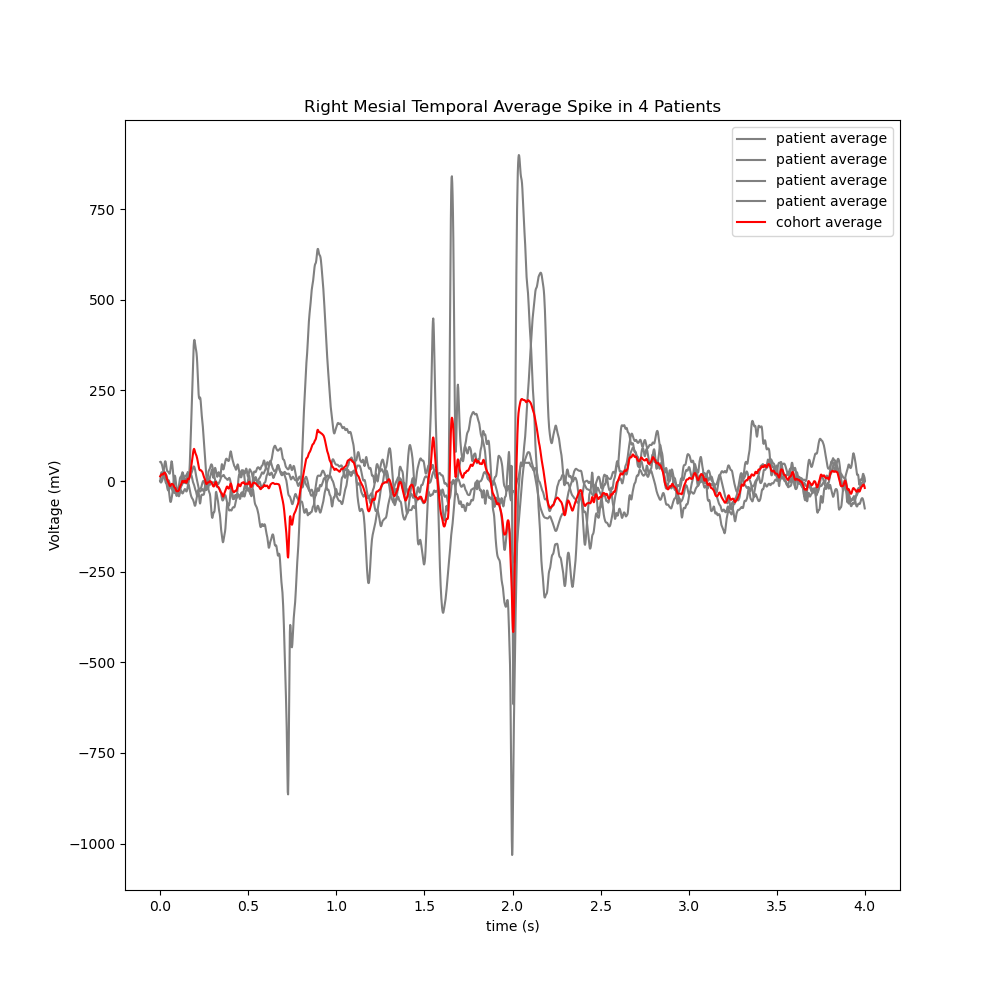 Right Mesial Temporal Average Spike in 4 Patients
patient average
patient average
patient average
patient average
cohort average
Voltage (mV)
750
500
250
0
−250
−500
−750
−1000
0.0 0.5 1.0 1.5 2.0 2.5 3.0 3.5 4.0
time (s)